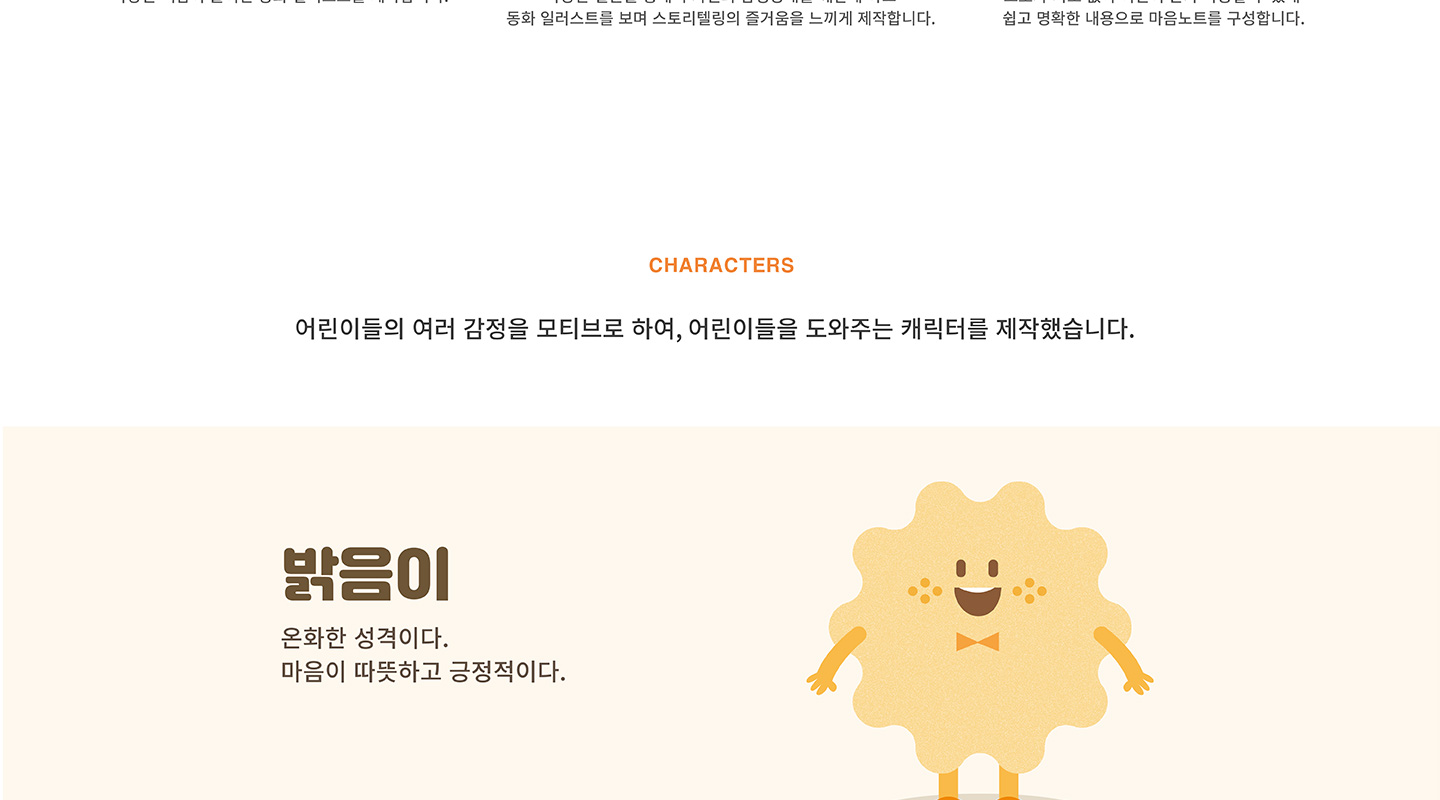 동화 일러스트를 보며 스토리텔링의 즐거움을 느끼게 제작합니다.
쉽고 명확한 내용으로 마음노트를 구성합니다.
CHARACTERS
어린이들의 여러 감정을 모티브로 하여, 어린이들을 도와주는 캐릭터를 제작했습니다.
밝음이
온화한 성격이다.
마음이 따뜻하고 긍정적이다.